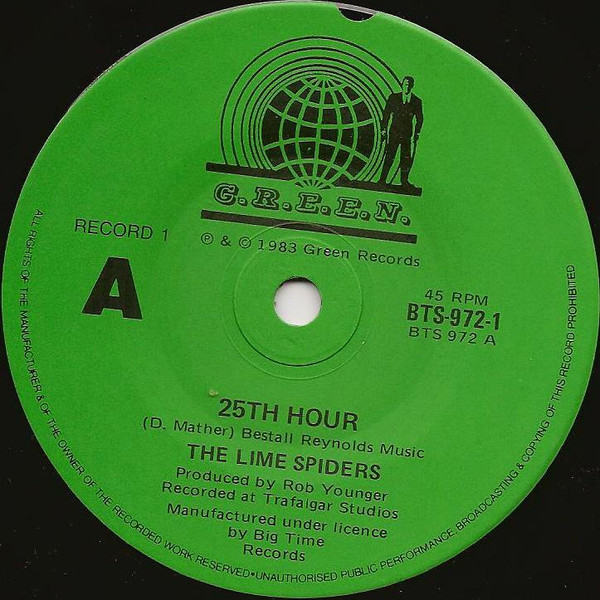 G.R.E.E.N.
℗ & © 1983 Green Records
RECORD 1
A
45 RPM
BTS-972-1
BTS 972 A
25TH HOUR
(D. Mather) Bestall Reynolds Music
THE LIME SPIDERS
Produced by Rob Younger
Recorded at Trafalgar Studios
Manufactured under licence
by Big Time
Records
ALL RIGHTS OF THE MANUFACTURER & OF THE OWNER OF THE RECORDED WORK RESERVED•UNAUTHORISED PUBLIC PERFORMANCE, BROADCASTING & COPYING OF THIS RECORD PROHIBITED